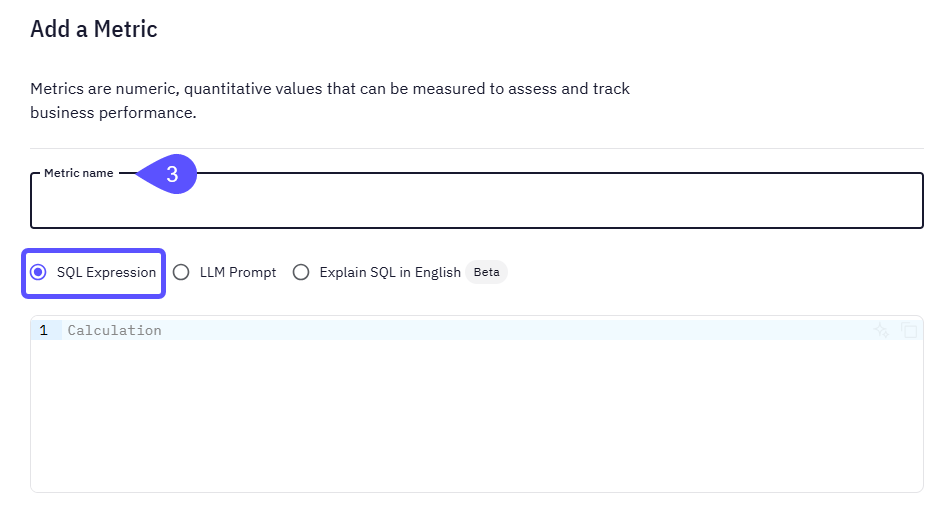 Add a Metric
Metrics are numeric, quantitative values that can be measured to assess and track
business performance.
Metric name 3
SQL Expression LLM Prompt Explain SQL in English Beta
1 Calculation